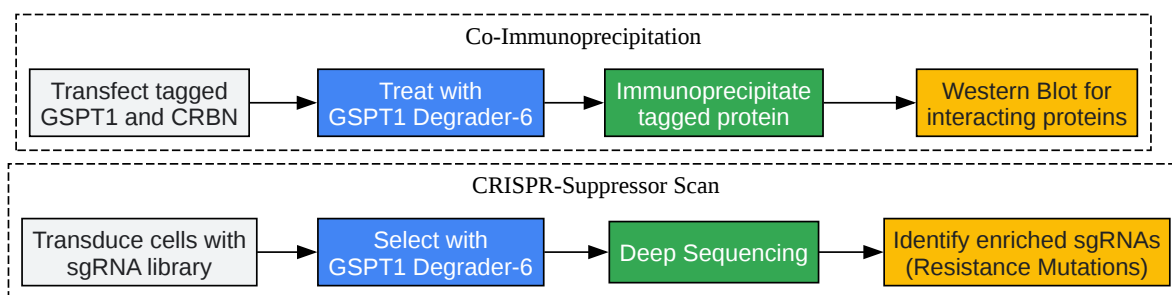 Co-Immunoprecipitation
Transfect tagged
GSPT1 and CRBN
Treat with
GSPT1 Degrader-6
Immunoprecipitate
tagged protein
Western Blot for
interacting proteins
CRISPR-Suppressor Scan
Transduce cells with
sgRNA library
Select with
GSPT1 Degrader-6
Deep Sequencing
Identify enriched sgRNAs
(Resistance Mutations)